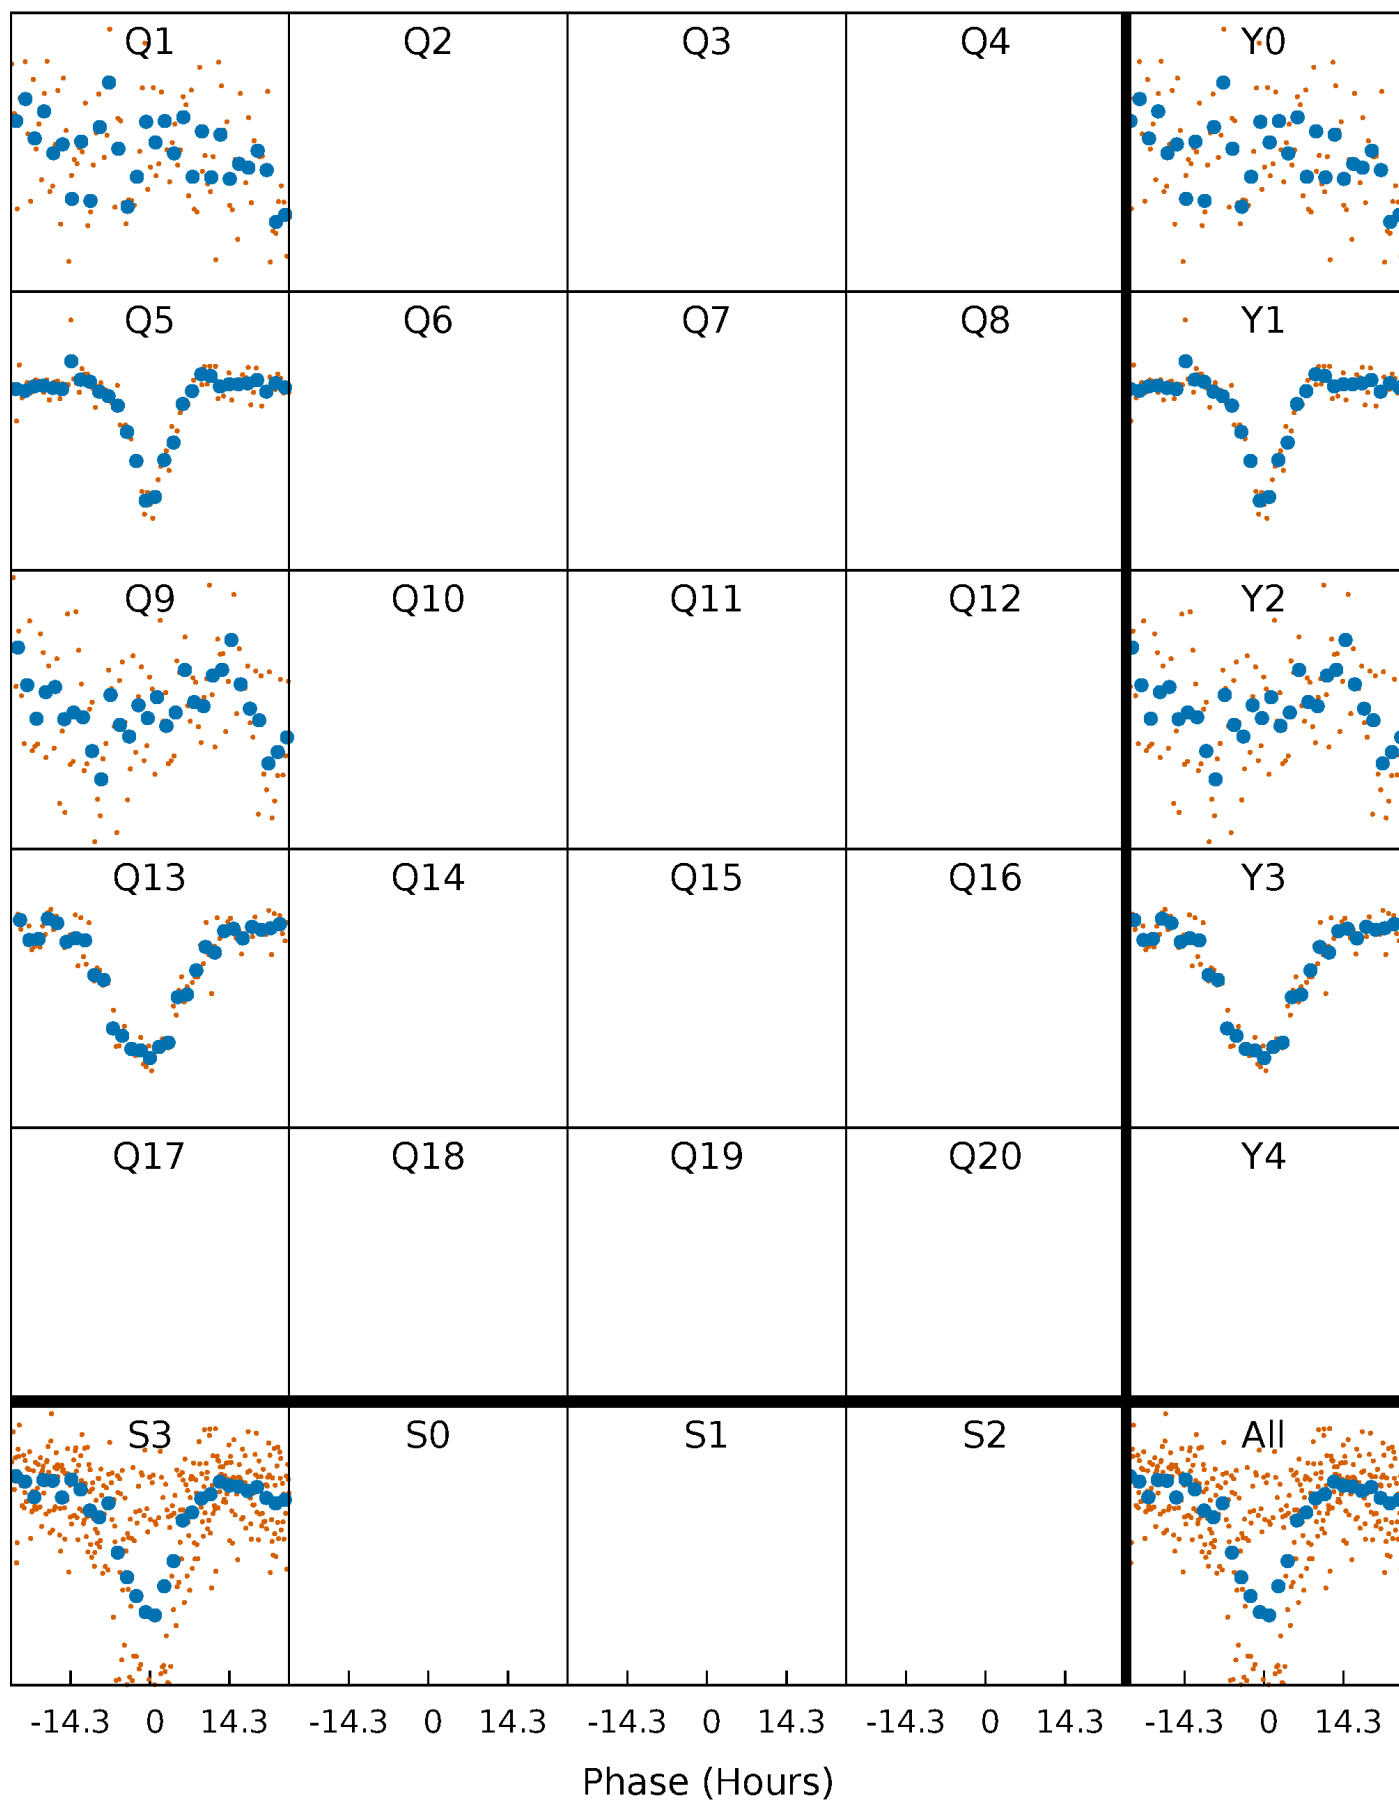 Q1 Q2 Q3 Q4 Y0
Q5 Q6 Q7 Q8 Y1
Q9 Q10 Q11 Q12 Y2
Q13 Q14 Q15 Q16 Y3
Q17 Q18 Q19 Q20 Y4
S3 S0 S1 S2 All
-14.3 0 14.3 -14.3 0 14.3 -14.3 0 14.3 -14.3 0 14.3 -14.3 0 14.3
Phase (Hours)